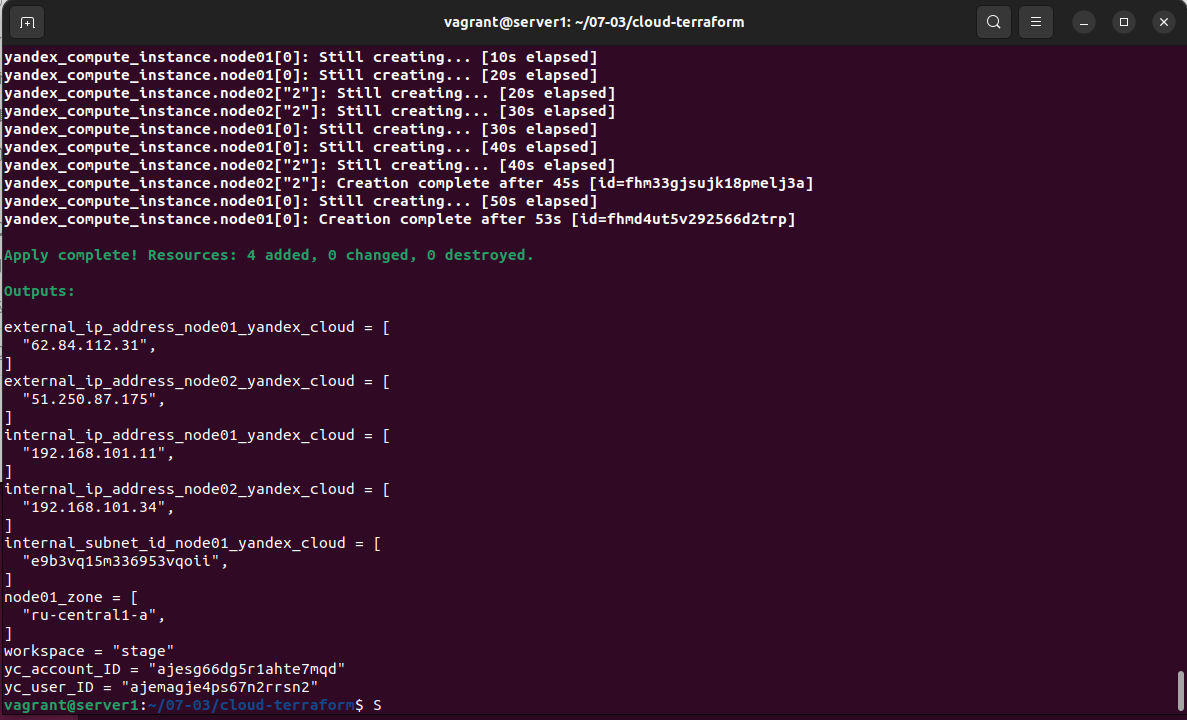 vagrant@server1: ~/07-03/cloud-terraform
yandex_compute_instance.node01[0]: Still creating... [10s elapsed]
yandex_compute_instance.node01[0]: Still creating... [20s elapsed]
yandex_compute_instance.node02["2"]: Still creating... [20s elapsed]
yandex_compute_instance.node02["2"]: Still creating... [30s elapsed]
yandex_compute_instance.node01[0]: Still creating... [30s elapsed]
yandex_compute_instance.node01[0]: Still creating... [40s elapsed]
yandex_compute_instance.node02["2"]: Still creating... [40s elapsed]
yandex_compute_instance.node02["2"]: Creation complete after 45s [id=fhm33gjsujk18pmelj3a]
yandex_compute_instance.node01[0]: Still creating... [50s elapsed]
yandex_compute_instance.node01[0]: Creation complete after 53s [id=fhmd4ut5v292566d2trp]
Apply complete! Resources: 4 added, 0 changed, 0 destroyed.
Outputs:
external_ip_address_node01_yandex_cloud = [
  "62.84.112.31",
]
external_ip_address_node02_yandex_cloud = [
  "51.250.87.175",
]
internal_ip_address_node01_yandex_cloud = [
  "192.168.101.11",
]
internal_ip_address_node02_yandex_cloud = [
  "192.168.101.34",
]
internal_subnet_id_node01_yandex_cloud = [
  "e9b3vq15m336953vqoii",
]
node01_zone = [
  "ru-central1-a",
]
workspace = "stage"
yc_account_ID = "ajesg66dg5r1ahte7mqd"
yc_user_ID = "ajemagje4ps67n2rrsn2"
vagrant@server1:~/07-03/cloud-terraform$ S